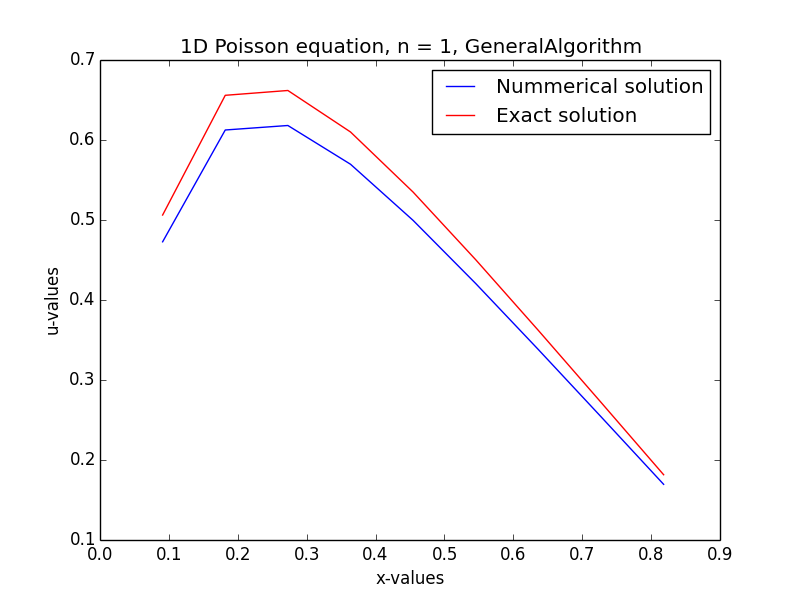 1D Poisson equation, n = 1, GeneralAlgorithm
0.7
0.6
0.5
0.4
0.3
0.2
0.1
u-values
Nummerical solution
Exact solution
0.0 0.1 0.2 0.3 0.4 0.5 0.6 0.7 0.8 0.9
x-values